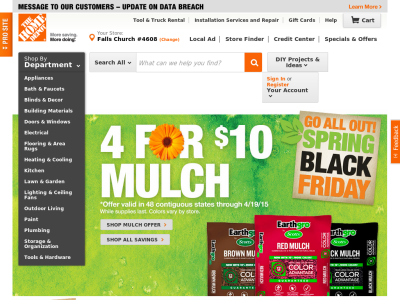 MESSAGE TO OUR CUSTOMERS – UPDATE ON DATA BREACH
Learn More >
PRO SITE
Tool & Truck Rental
Installation Services and Repair
Gift Cards
Help
Cart
THE HOME DEPOT
More saving.
More doing.
Your Store:
Falls Church #4608 (Change)
Local Ad
Store Finder
Credit Center
Specials & Offers
Shop By
Department
Search All
What can we help you find?
DIY Projects &
Ideas
Sign In or
Register
Your Account
Appliances
Bath & Faucets
Blinds & Decor
Building Materials
Doors & Windows
Electrical
Flooring & Area
Rugs
Heating & Cooling
Kitchen
Lawn & Garden
Lighting & Ceiling
Fans
Outdoor Living
Paint
Plumbing
Storage &
Organization
Tools & Hardware
4 FOR $10
MULCH
*Offer valid in 48 contiguous states through 4/19/15
While supplies last. Colors vary by store.
SHOP MULCH OFFER >
SHOP ALL SAVINGS >
GO ALL OUT!
SPRING
BLACK
FRIDAY
Feedback
Earthgro
Scotts
BROWN MULCH
COLOR
ADVANTAGE
Earthgro
Scotts
RED MULCH
COLOR
ADVANTAGE
Earthgro
Scotts
BLACK MULCH
COLOR